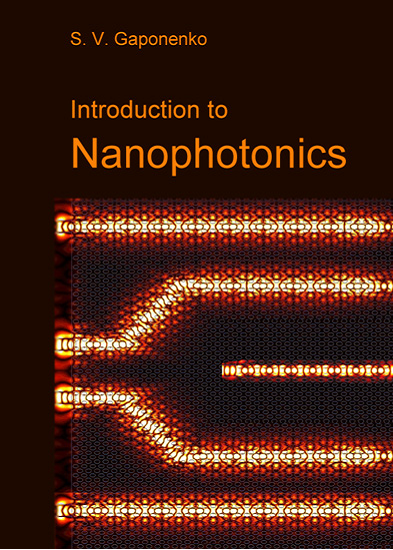 S. V. Gaponenko
Introduction to
Nanophotonics